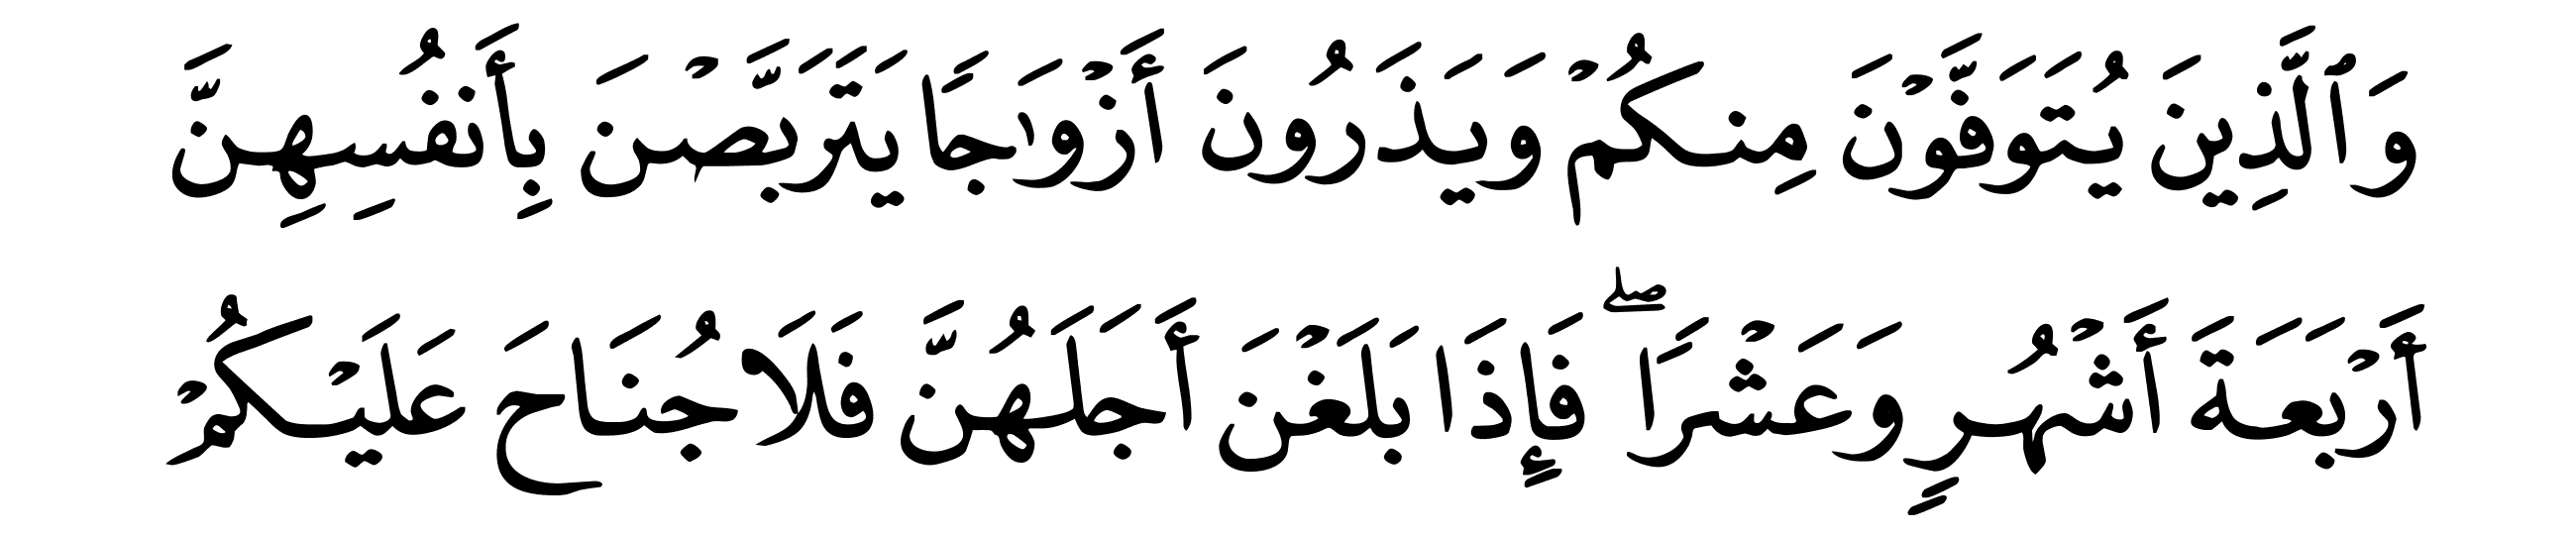 وَٱلَّذِينَ يُتَوَفَّوۡنَ مِنكُمۡ وَيَذَرُونَ أَزۡوَٰجٗا يَتَرَبَّصۡنَ بِأَنفُسِهِنَّ
أَرۡبَعَةَ أَشۡهُرٖ وَعَشۡرٗاۖ فَإِذَا بَلَغۡنَ أَجَلَهُنَّ فَلَا جُنَاحَ عَلَيۡكُمۡ